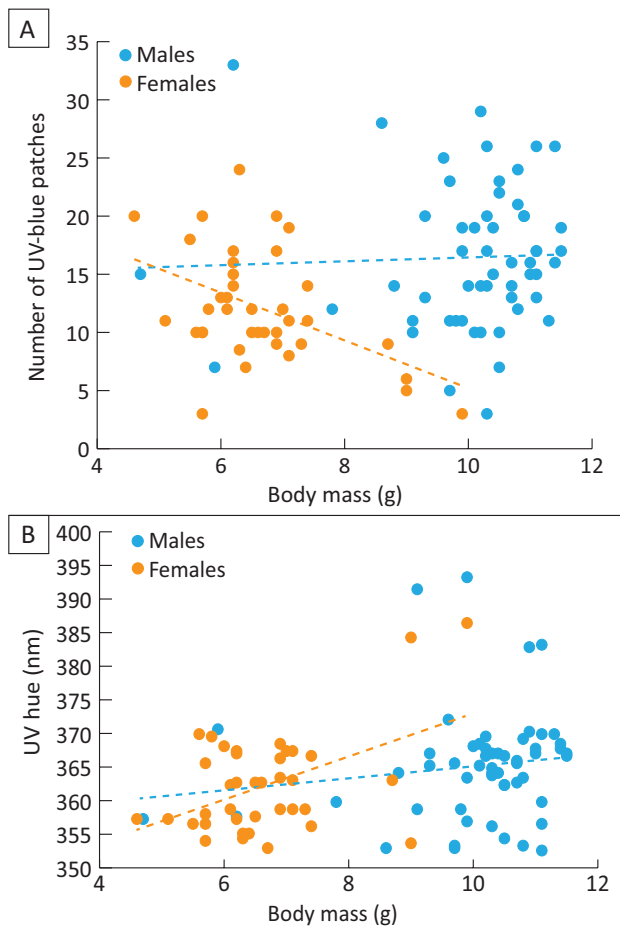 A
Males
Females
Number of UV-blue patches
35
30
25
20
15
10
5
0
4 6 8 10 12
Body mass (g)
B
Males
Females
UV hue (nm)
400
395
390
385
380
375
370
365
360
355
350
4 6 8 10 12
Body mass (g)